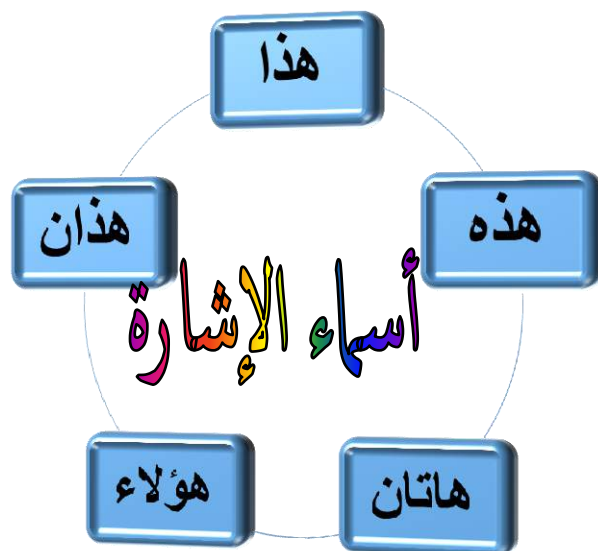 هذا
هذه
هذان
أسماء الإشارة
هاتان
هؤلاء